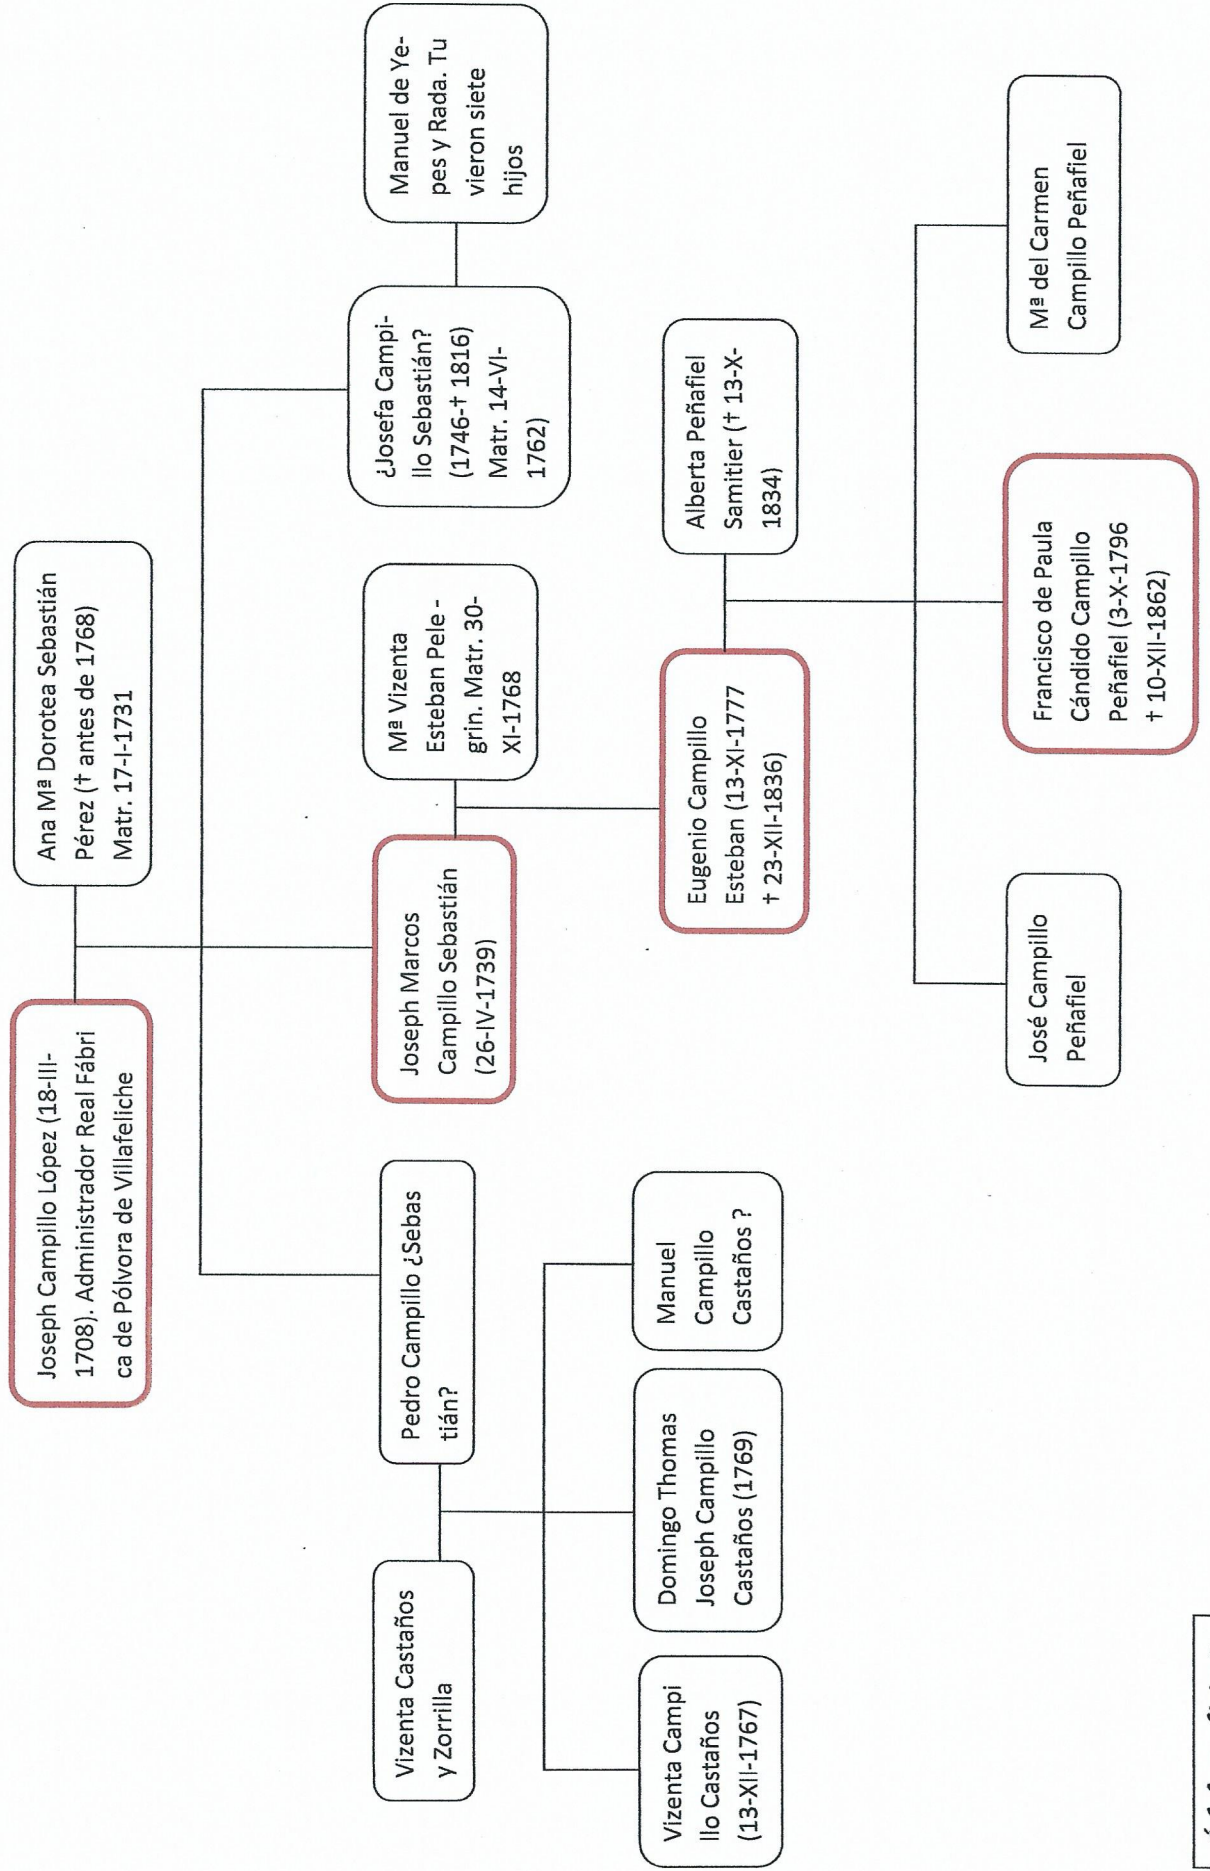 Joseph Campillo López (18-III-
1708). Administrador Real Fábri
ca de Pólvora de Villafeliche
Ana Mª Dorotea Sebastián
Pérez († antes de 1768)
Matr. 17-I-1731
Vizenta Castaños
y Zorrilla
Pedro Campillo ¿Sebas
tián?
Joseph Marcos
Campillo Sebastián
(26-IV-1739)
Mª Vizenta
Esteban Pele -
grin. Matr. 30-
XI-1768
¿Josefa Campi-
llo Sebastián?
(1746-† 1816)
Matr. 14-VI-
1762)
Manuel de Ye-
pes y Rada. Tu
vieron siete
hijos
Vizenta Campi
llo Castaños
(13-XII-1767)
Domingo Thomas
Joseph Campillo
Castaños (1769)
Manuel
Campillo
Castaños ?
Eugenio Campillo
Esteban (13-XI-1777
† 23-XII-1836)
Alberta Peñafiel
Samitier († 13-X-
1834)
José Campillo
Peñafiel
Francisco de Paula
Cándido Campillo
Peñafiel (3-X-1796
† 10-XII-1862)
Mª del Carmen
Campillo Peñafiel